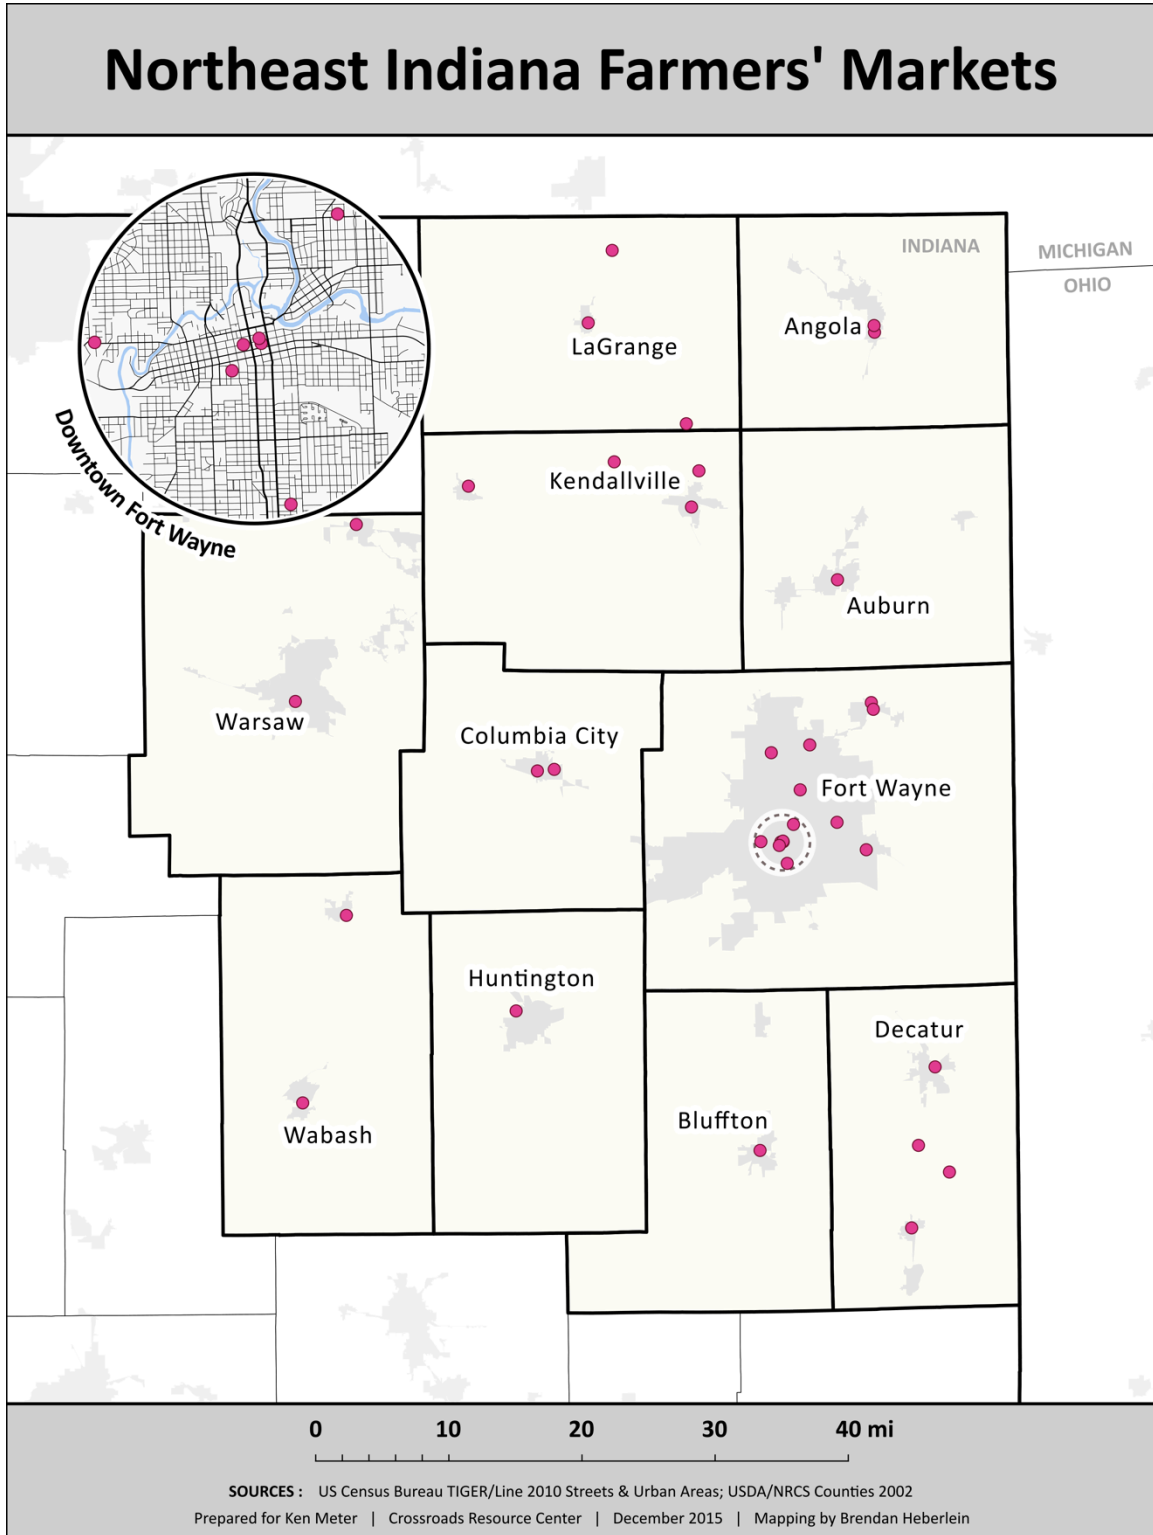 Northeast Indiana Farmers' Markets
INDIANA
MICHIGAN
OHIO
Angola
LaGrange
Downtown Fort Wayne
Kendallville
Auburn
Warsaw
Columbia City
Fort Wayne
Huntington
Decatur
Bluffton
Wabash
0 10 20 30 40 mi
SOURCES : US Census Bureau TIGER/Line 2010 Streets & Urban Areas; USDA/NRCS Counties 2002
Prepared for Ken Meter | Crossroads Resource Center | December 2015 | Mapping by Brendan Heberlein